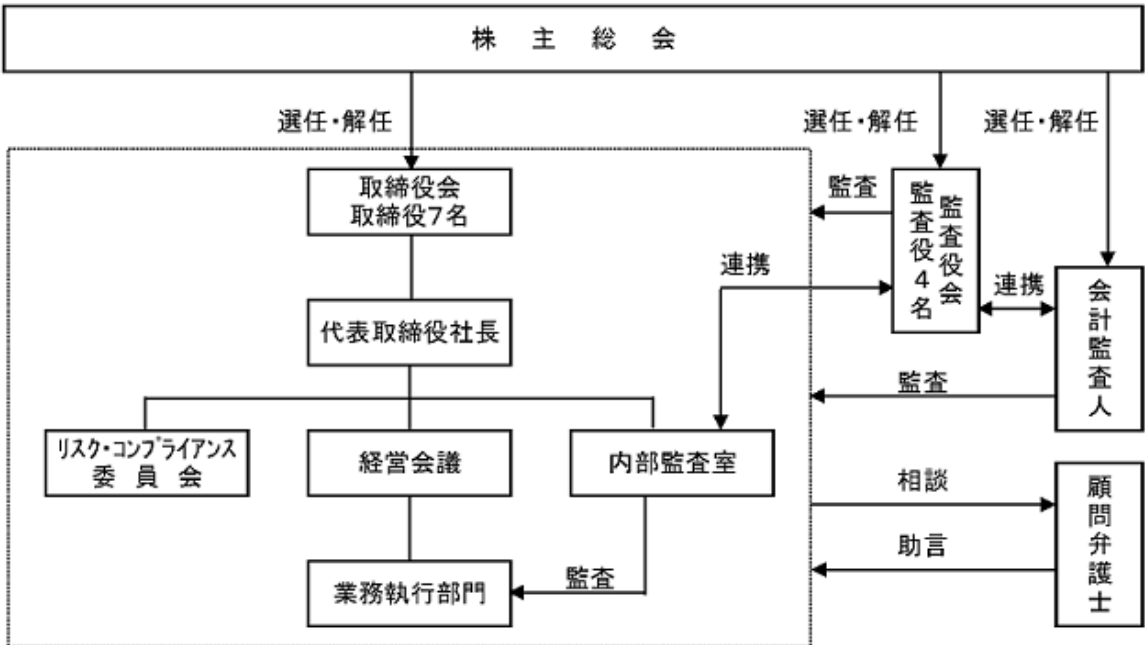 株 主 総 会
選任・解任
選任・解任
選任・解任
取締役会
取締役7名
監査
監査役会
監査役4名
連携
連携
代表取締役社長
会計監査人
監査
リスク・コンプライアンス
委 員 会
経営会議
内部監査室
相談
顧問弁護士
助言
業務執行部門
監査